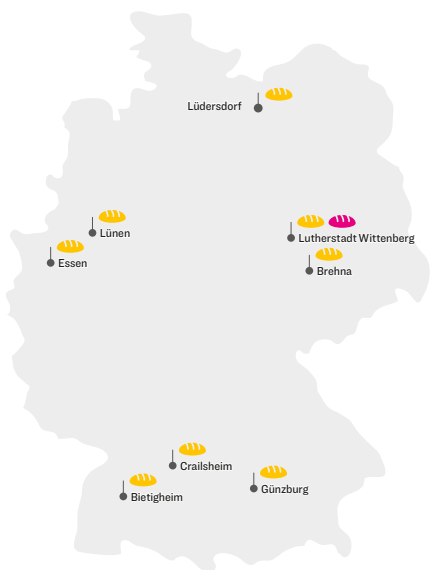 Lüdersdorf
Lünen
Lutherstadt Wittenberg
Essen
Brehna
Crailsheim
Günzburg
Bietigheim